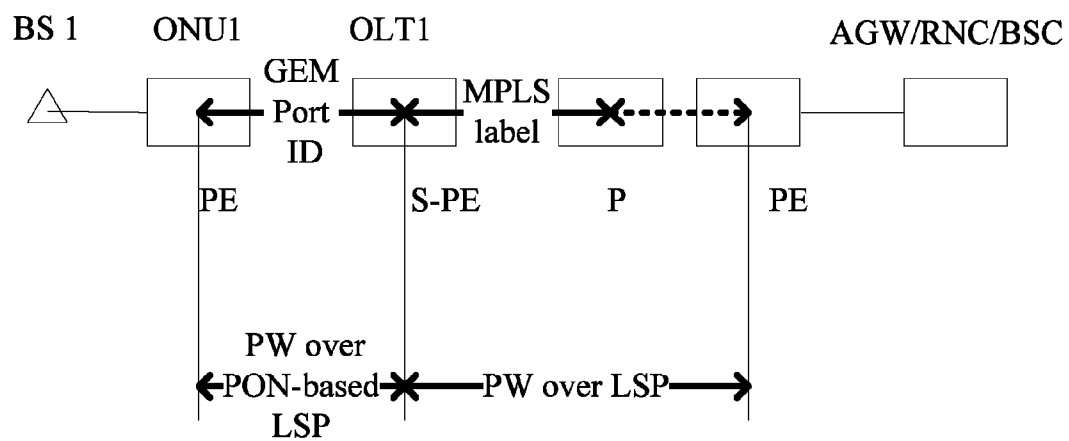 BS 1 ONU1 OLT1 AGW/RNC/BSC
GEM
Port
ID
MPLS
label
PE S-PE P PE
PW over
PON-based
LSP
PW over LSP